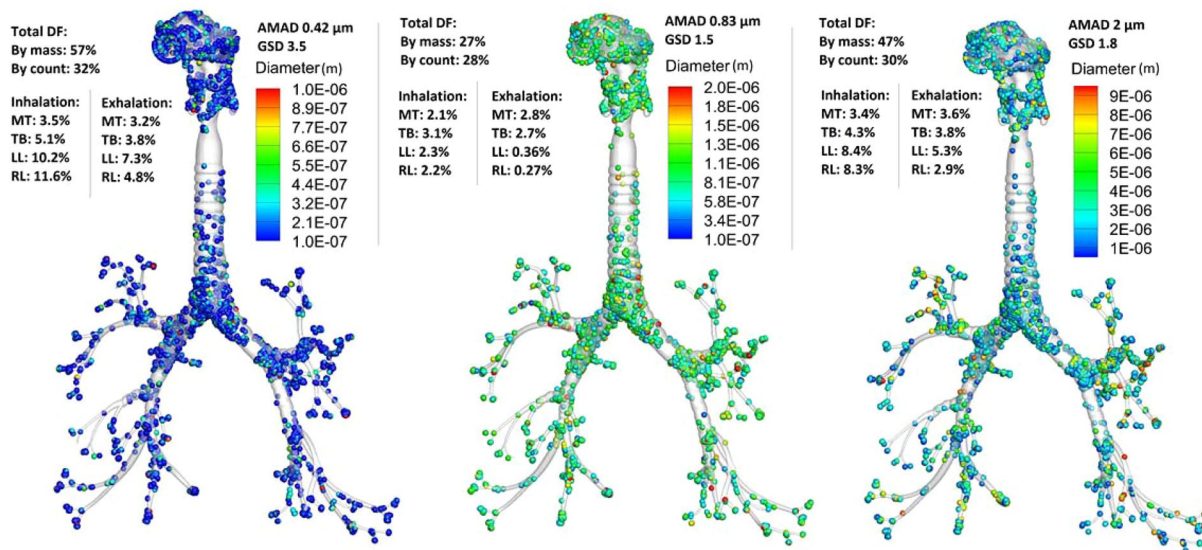 Total DF:
By mass: 57%
By count: 32%
Inhalation:
MT: 3.5%
TB: 5.1%
LL: 10.2%
RL: 11.6%
Exhalation:
MT: 3.2%
TB: 3.8%
LL: 7.3%
RL: 4.8%
AMAD 0.42 µm
GSD 3.5
Diameter (m)
1.0E-06
8.9E-07
7.7E-07
6.6E-07
5.5E-07
4.4E-07
3.2E-07
2.1E-07
1.0E-07
Total DF:
By mass: 27%
By count: 28%
Inhalation:
MT: 2.1%
TB: 3.1%
LL: 2.3%
RL: 2.2%
Exhalation:
MT: 2.8%
TB: 2.7%
LL: 0.36%
RL: 0.27%
AMAD 0.83 µm
GSD 1.5
Diameter (m)
2.0E-06
1.8E-06
1.5E-06
1.3E-06
1.1E-06
8.1E-07
5.8E-07
3.4E-07
1.0E-07
Total DF:
By mass: 47%
By count: 30%
Inhalation:
MT: 3.4%
TB: 4.3%
LL: 8.4%
RL: 8.3%
Exhalation:
MT: 3.6%
TB: 3.8%
LL: 5.3%
RL: 2.9%
AMAD 2 µm
GSD 1.8
Diameter (m)
9E-06
8E-06
7E-06
6E-06
5E-06
4E-06
3E-06
2E-06
1E-06